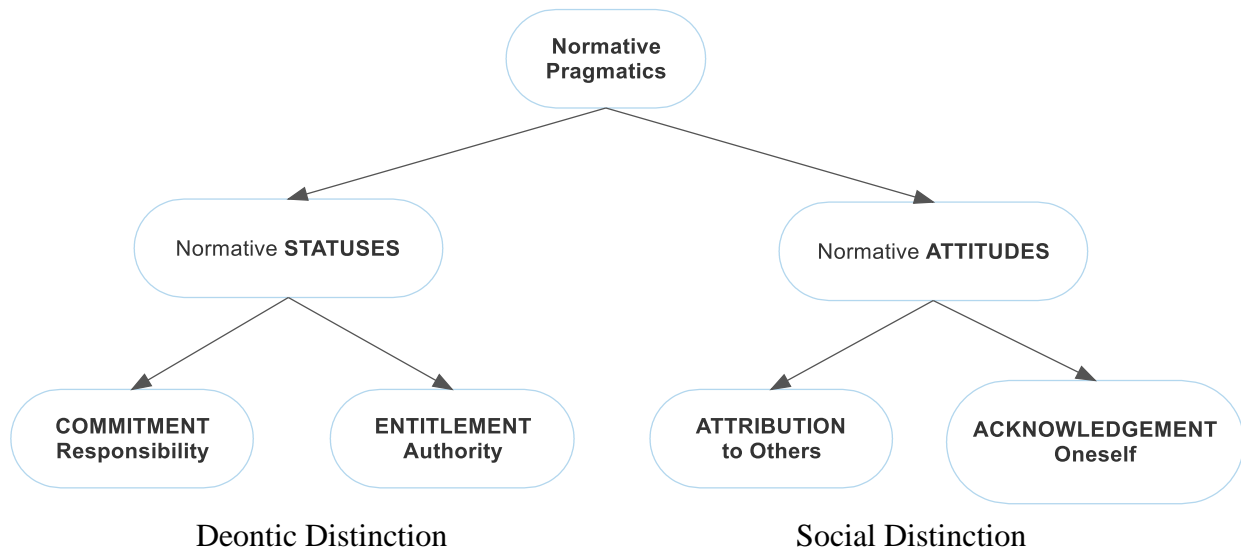 Normative
Pragmatics
Normative STATUSES
Normative ATTITUDES
COMMITMENT
Responsibility
ENTITLEMENT
Authority
ATTRIBUTION
to Others
ACKNOWLEDGEMENT
Oneself
Deontic Distinction
Social Distinction